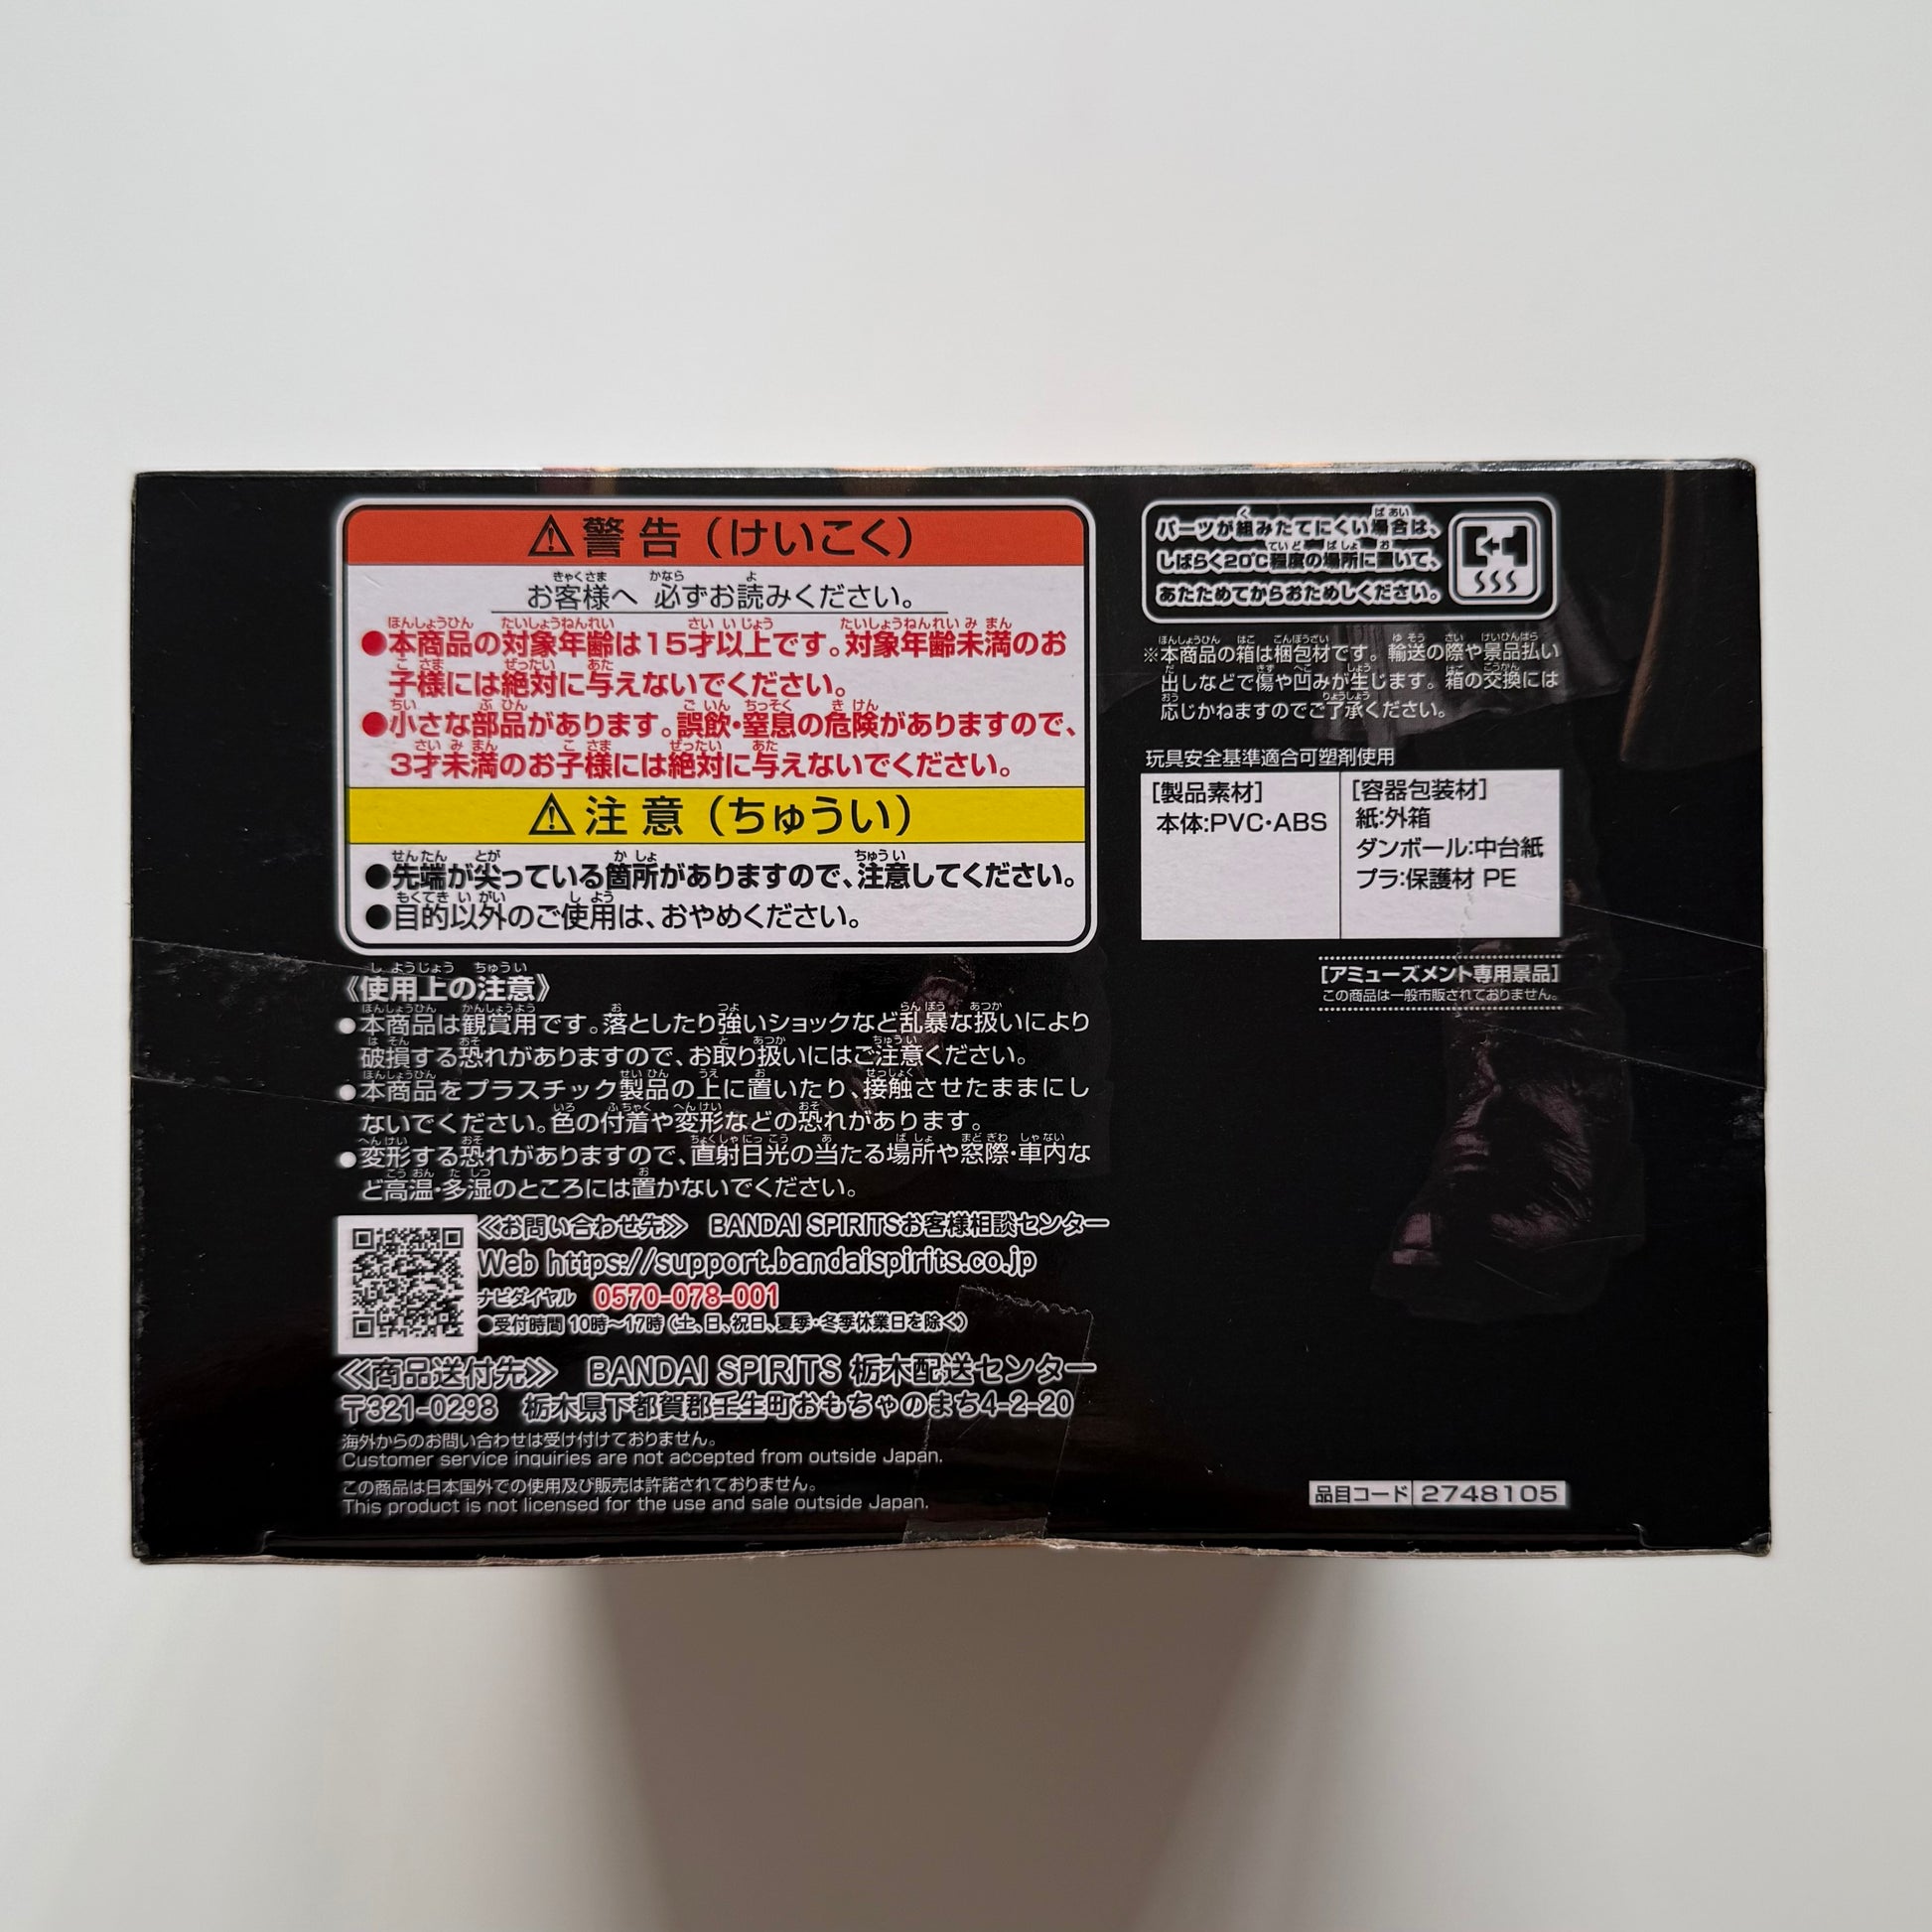 ⚠警告（けいこく）
お客様へ 必ずお読みください。
●本商品の対象年齢は15才以上です。対象年齢未満のお
子様には絶対に与えないでください。
●小さな部品があります。誤飲・窒息の危険がありますので、
3才未満のお子様には絶対に与えないでください。
⚠注意（ちゅうい）
●先端が尖っている箇所がありますので、注意してください。
●目的以外のご使用は、おやめください。
《使用上の注意》
●本商品は観賞用です。落としたり強いショックなど乱暴な扱いにより
破損する恐れがありますので、お取り扱いにはご注意ください。
●本商品をプラスチック製品の上に置いたり、接触させたままにし
ないでください。色の付着や変形などの恐れがあります。
●変形する恐れがありますので、直射日光の当たる場所や窓際・車内な
ど高温・多湿のところには置かないでください。
≪お問い合わせ先≫ BANDAI SPIRITSお客様相談センター
Web https://support.bandaispirits.co.jp
ナビダイヤル 0570-078-001
●受付時間 10時〜17時（土、日、祝日、夏季・冬季休業日を除く）
≪商品送付先≫ BANDAI SPIRITS 栃木配送センター
〒321-0298 栃木県下都賀郡壬生町おもちゃのまち4-2-20
海外からのお問い合わせは受け付けておりません。
Customer service inquiries are not accepted from outside Japan.
この商品は日本国外での使用及び販売は許諾されておりません。
This product is not licensed for the use and sale outside Japan.
パーツが組みたてにくい場合は、
しばらく20℃程度の場所に置いて、
あたためてからおためしください。
※本商品の箱は梱包材です。輸送の際や景品払い
出しなどで傷や凹みが生じます。箱の交換には
応じかねますのでご了承ください。
玩具安全基準適合可塑剤使用
[製品素材]
本体:PVC・ABS
[容器包装材]
紙:外箱
ダンボール:中台紙
プラ:保護材 PE
[アミューズメント専用景品]
この商品は一般市販されておりません。
品目コード 2748105